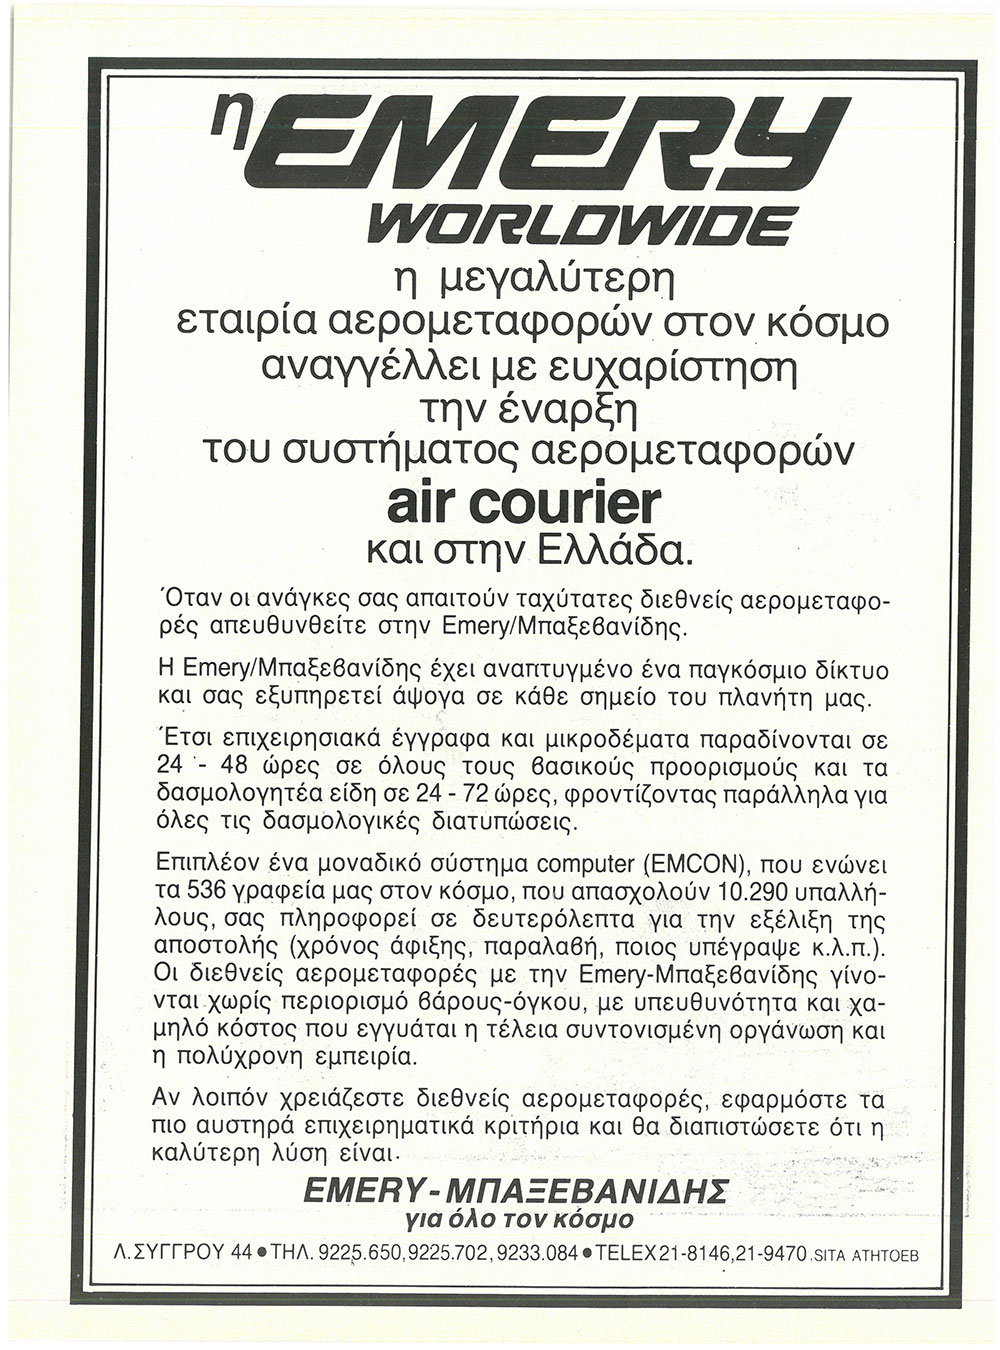 η EMERY
WORLDWIDE
η μεγαλύτερη
εταιρία αερομεταφορών στον κόσμο
αναγγέλλει με ευχαρίστηση
την έναρξη
του συστήματος αερομεταφορών
air courier
και στην Ελλάδα.
Όταν οι ανάγκες σας απαιτούν ταχύτατες διεθνείς αερομεταφο-
ρές απευθυνθείτε στην Emery/Μπαξεβανίδης.
Η Emery/Μπαξεβανίδης έχει αναπτυγμένο ένα παγκόσμιο δίκτυο
και σας εξυπηρετεί άψογα σε κάθε σημείο του πλανήτη μας.
Έτσι επιχειρησιακά έγγραφα και μικροδέματα παραδίνονται σε
24 - 48 ώρες σε όλους τους βασικούς προορισμούς και τα
δασμολογητέα είδη σε 24 - 72 ώρες, φροντίζοντας παράλληλα για
όλες τις δασμολογικές διατυπώσεις.
Επιπλέον ένα μοναδικό σύστημα computer (EMCON), που ενώνει
τα 536 γραφεία μας στον κόσμο, που απασχολούν 10.290 υπαλλή-
λους, σας πληροφορεί σε δευτερόλεπτα για την εξέλιξη της
αποστολής (χρόνος άφιξης, παραλαβή, ποιος υπέγραψε κ.λ.π.).
Οι διεθνείς αερομεταφορές με την Emery-Μπαξεβανίδης γίνο-
νται χωρίς περιορισμό βάρους-όγκου, με υπευθυνότητα και χα-
μηλό κόστος που εγγυάται η τέλεια συντονισμένη οργάνωση και
η πολύχρονη εμπειρία.
Αν λοιπόν χρειάζεστε διεθνείς αερομεταφορές, εφαρμόστε τα
πιο αυστηρά επιχειρηματικά κριτήρια και θα διαπιστώσετε ότι η
καλύτερη λύση είναι.
EMERY-ΜΠΑΞΕΒΑΝΙΔΗΣ
για όλο τον κόσμο
Λ. ΣΥΓΓΡΟΥ 44 • ΤΗΛ. 9225.650, 9225.702, 9233.084 • TELEX 21-8146, 21-9470 SITA ATHTOEB